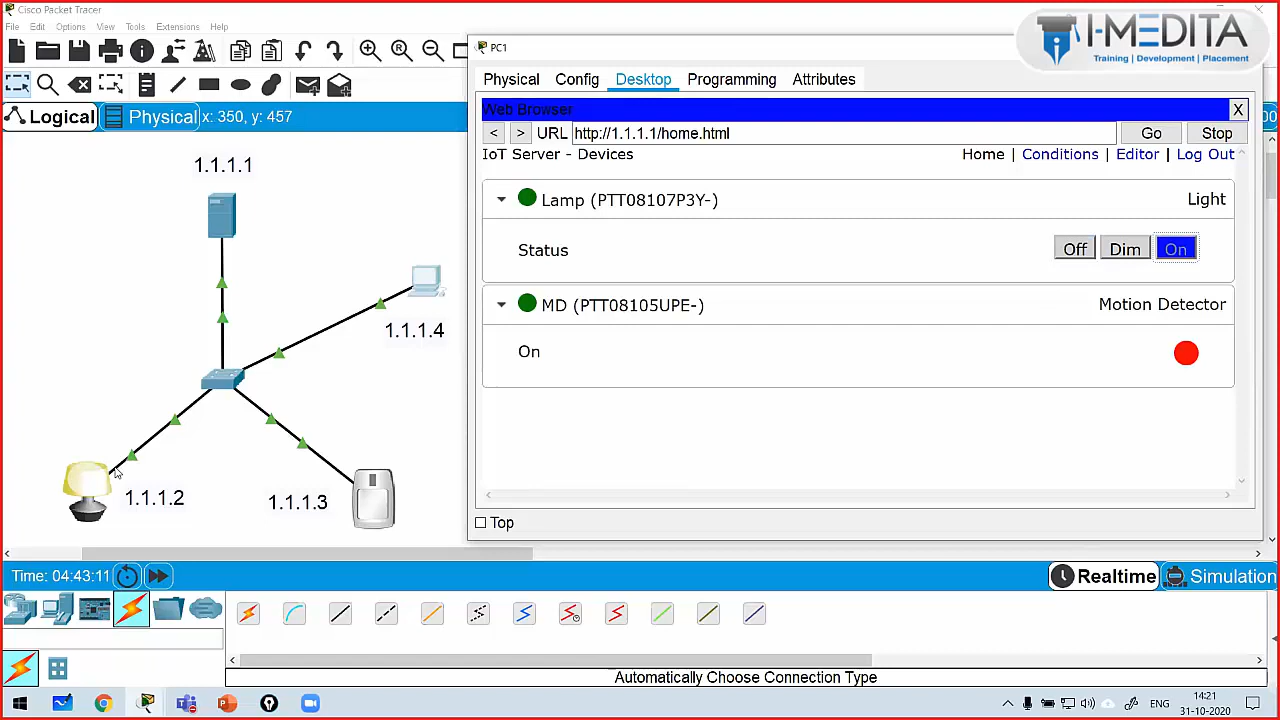 Cisco Packet Tracer
File Edit Options View Tools Extensions Help
Logical
Physical x: 350, y: 457
1.1.1.1
1.1.1.4
1.1.1.2
1.1.1.3
I-MEDITA
Training | Development | Placement
PC1
Physical Config Desktop Programming Attributes
Web Browser
X
< > URL http://1.1.1.1/home.html Go Stop
IoT Server - Devices Home | Conditions | Editor | Log Out
Lamp (PTT08107P3Y-) Light
Status Off Dim On
MD (PTT08105UPE-) Motion Detector
On
Top
Time: 04:43:11
Realtime Simulation
Automatically Choose Connection Type
ENG
14:21
31-10-2020